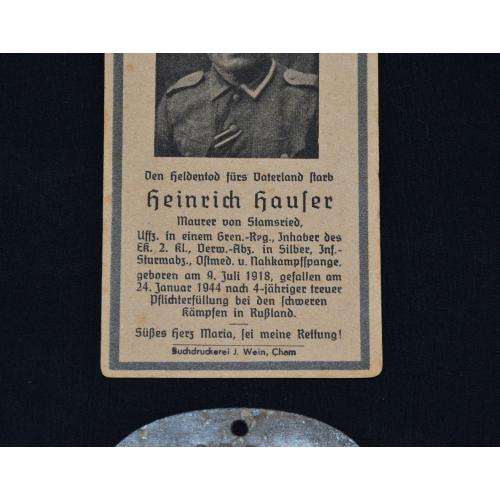 Den Heldentod fürs Vaterland ſtarb
Heinrich Hauſer
Maurer von Stamsried,
Uffz. in einem Gren.-Reg., Inhaber des
EK. 2. Kl., Verw.-Abz. in Silber, Inf.-
Sturmabz., Oſtmed. u. Nahkampfſpange.
geboren am 9. Juli 1918, gefallen am
24. Januar 1944 nach 4-jähriger treuer
Pflichterfüllung bei den ſchweren
Kämpfen in Rußland.
Süßes Herz Maria, ſei meine Rettung!
Buchdruckerei J. Wein, Cham